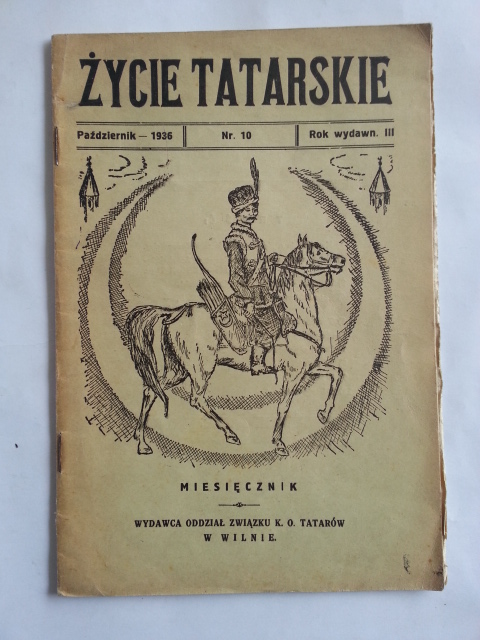 ŻYCIE TATARSKIE
Październik — 1936 Nr. 10 Rok wydawn. III
MIESIĘCZNIK
WYDAWCA ODDZIAŁ ZWIĄZKU K. O. TATARÓW
W WILNIE.